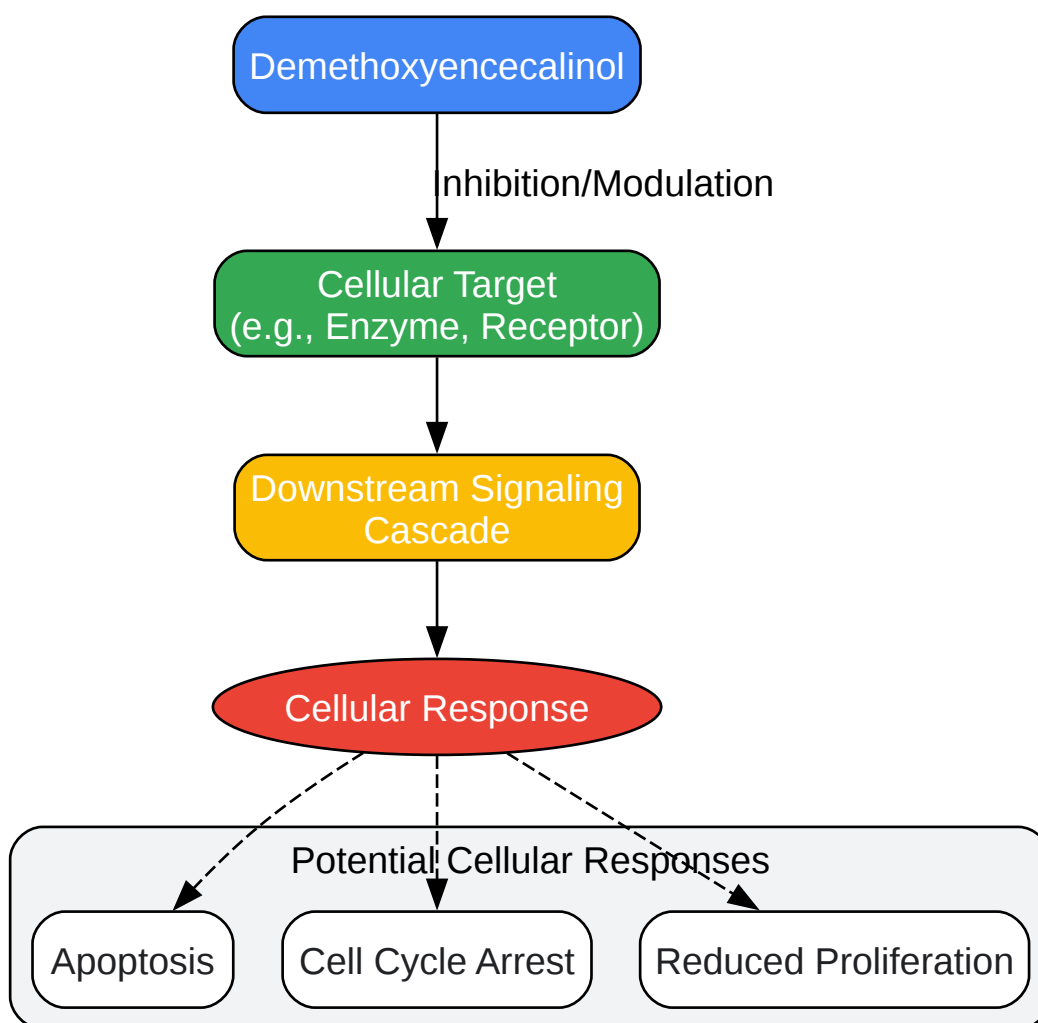 Demethoxyencecalinol
Inhibition/Modulation
Cellular Target
(e.g., Enzyme, Receptor)
Downstream Signaling
Cascade
Cellular Response
Potential Cellular Responses
Apoptosis
Cell Cycle Arrest
Reduced Proliferation